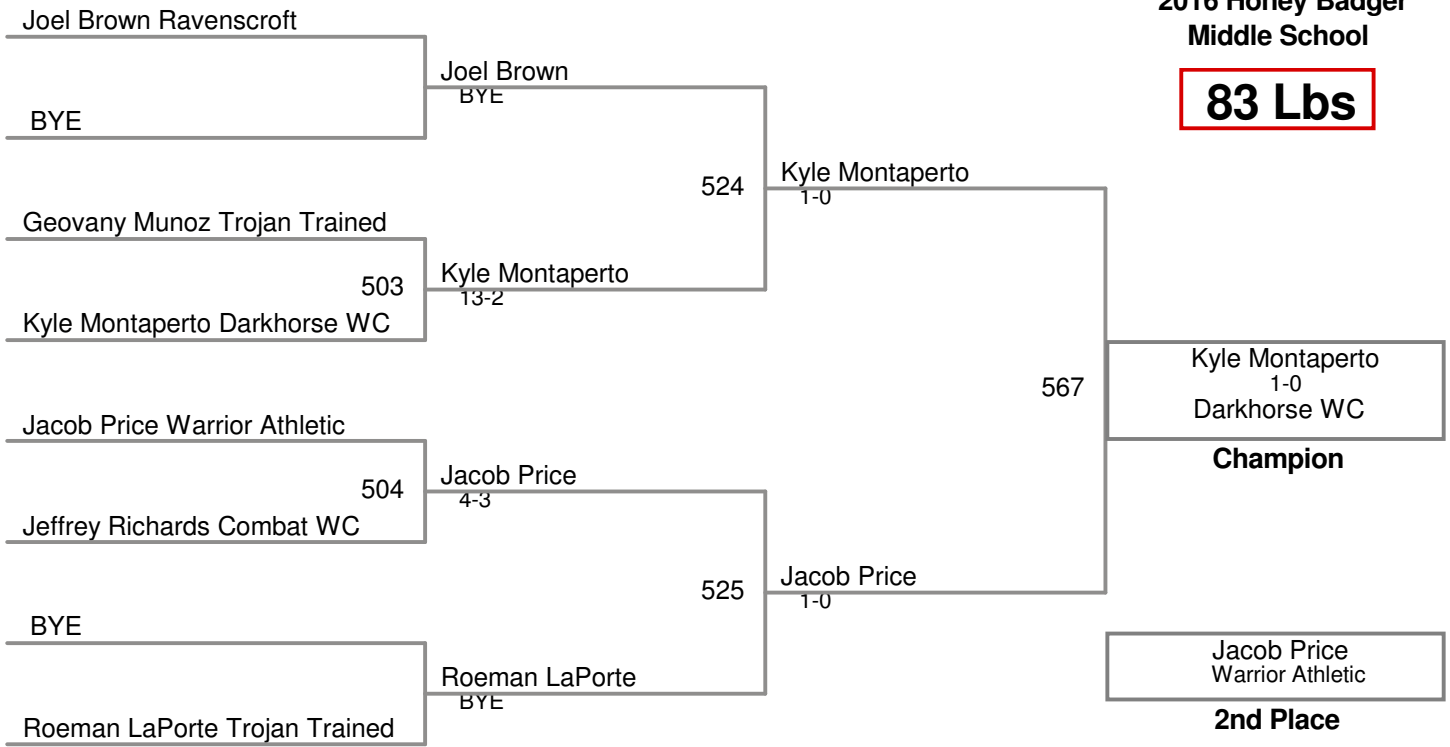 2016 Honey Badger
Middle School
83 Lbs
Joel Brown Ravenscroft
Joel Brown
BYE
BYE
524
Kyle Montaperto
1-0
Geovany Munoz Trojan Trained
503
Kyle Montaperto
13-2
Kyle Montaperto Darkhorse WC
567
Kyle Montaperto
1-0
Darkhorse WC
Champion
Jacob Price Warrior Athletic
504
Jacob Price
4-3
Jeffrey Richards Combat WC
525
Jacob Price
1-0
BYE
Roeman LaPorte
BYE
Roeman LaPorte Trojan Trained
Jacob Price
Warrior Athletic
2nd Place